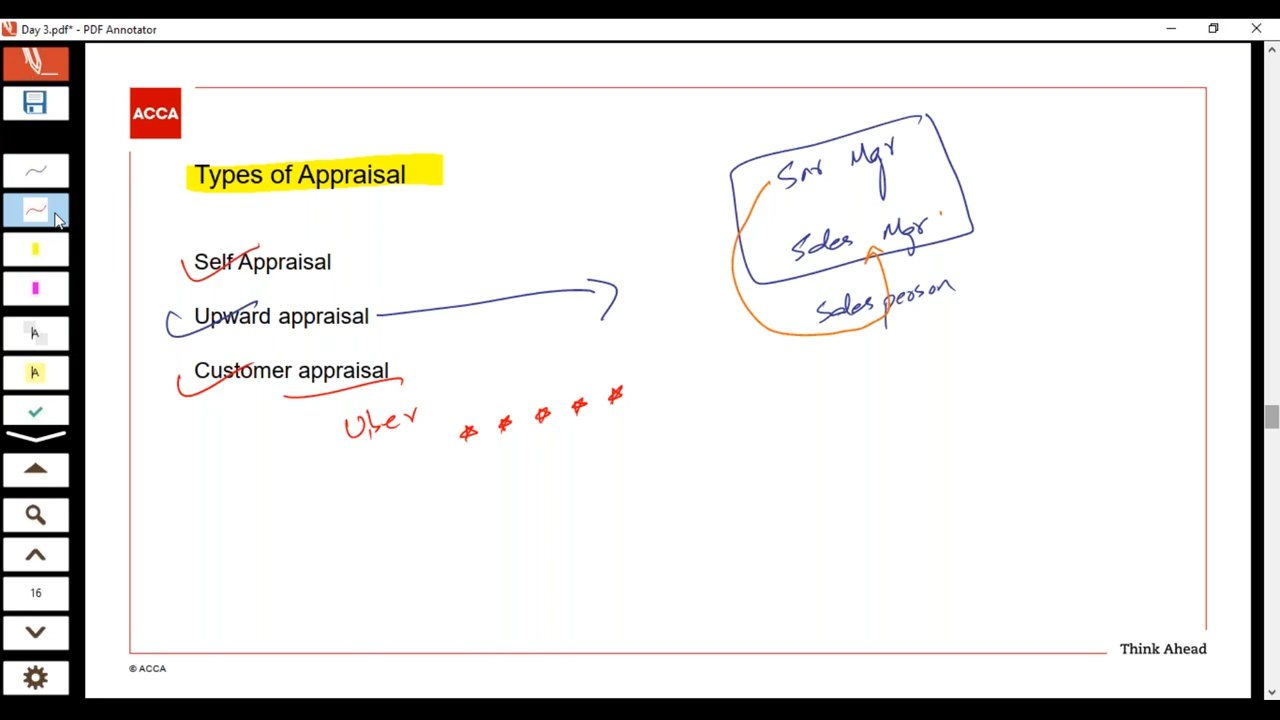 Day 3.pdf* - PDF Annotator
ACCA
Types of Appraisal
Snr Mgr
Sales Mgr
Sales person
Self Appraisal
Upward appraisal
Customer appraisal
Uber
A
A
16
Think Ahead
© ACCA